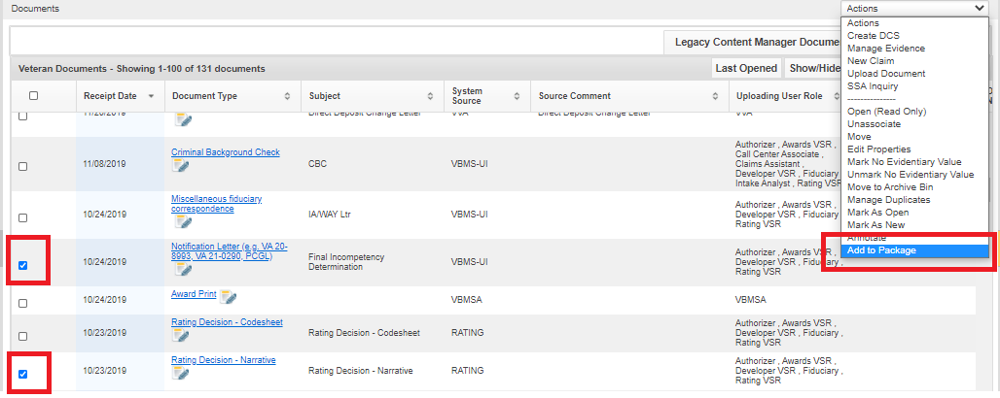 Documents
Actions
Actions
Create DCS
Manage Evidence
New Claim
Upload Document
SSA Inquiry
---------------
Open (Read Only)
Unassociate
Move
Edit Properties
Mark No Evidentiary Value
Unmark No Evidentiary Value
Move to Archive Bin
Manage Duplicates
Mark As Open
Mark As New
Annotate
Add to Package
Legacy Content Manager Docume
Veteran Documents - Showing 1-100 of 131 documents
Last Opened
Show/Hide
Receipt Date
Document Type
Subject
System
Source
Source Comment
Uploading User Role
Direct Deposit Change Letter
VVA
Direct Deposit Change Letter
VVA
11/08/2019
Criminal Background Check
CBC
VBMS-UI
Authorizer , Awards VSR ,
Call Center Associate ,
Claims Assistant ,
Developer VSR , Fiduciary
Intake Analyst , Rating VSR
10/24/2019
Miscellaneous fiduciary
correspondence
IA/WAY Ltr
VBMS-UI
Authorizer , Awards VSR ,
Developer VSR , Fiduciary ,
Rating VSR
10/24/2019
Notification Letter (e.g. VA 20-
8993, VA 21-0290, PCGL)
Final Incompetency
Determination
VBMS-UI
Authorizer , Awards VSR ,
Developer VSR , Fiduciary ,
Rating VSR
10/24/2019
Award Print
VBMSA
VBMSA
10/23/2019
Rating Decision - Codesheet
Rating Decision - Codesheet
RATING
Authorizer , Awards VSR ,
Developer VSR , Fiduciary ,
Rating VSR
10/23/2019
Rating Decision - Narrative
Rating Decision - Narrative
RATING
Authorizer , Awards VSR ,
Developer VSR , Fiduciary ,
Rating VSR